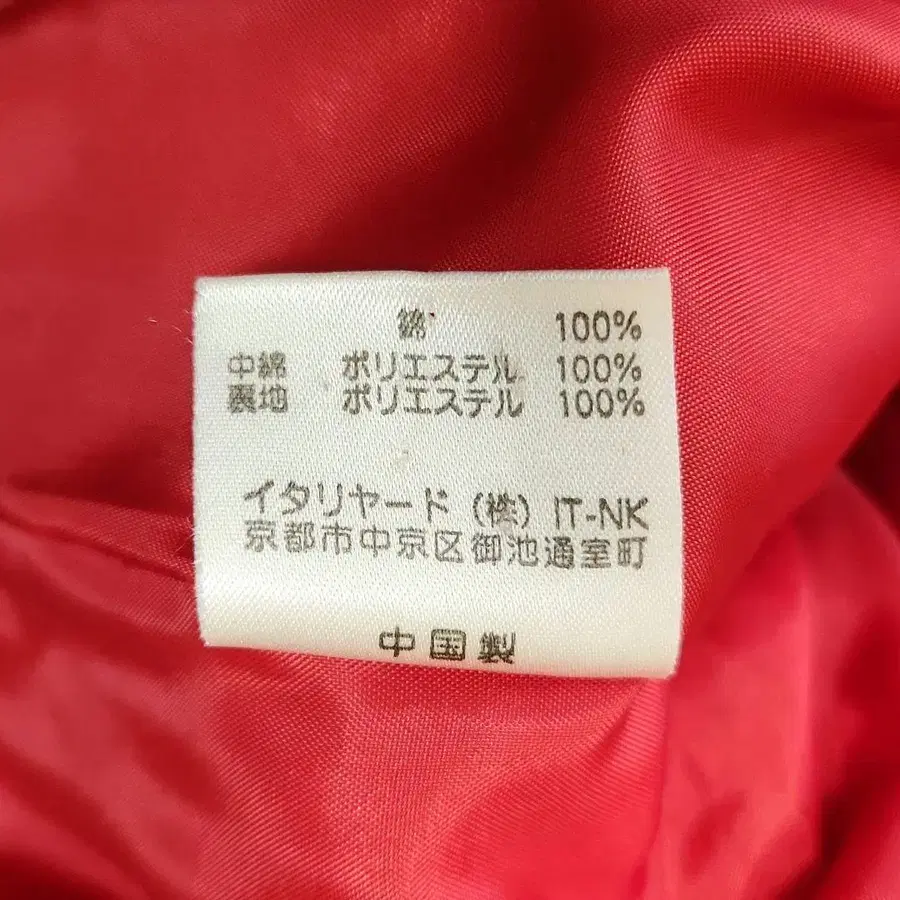 綿 100%
中綿 ポリエステル 100%
裏地 ポリエステル 100%
イタリヤード (株) IT-NK
京都市中京区御池通室町
中国製